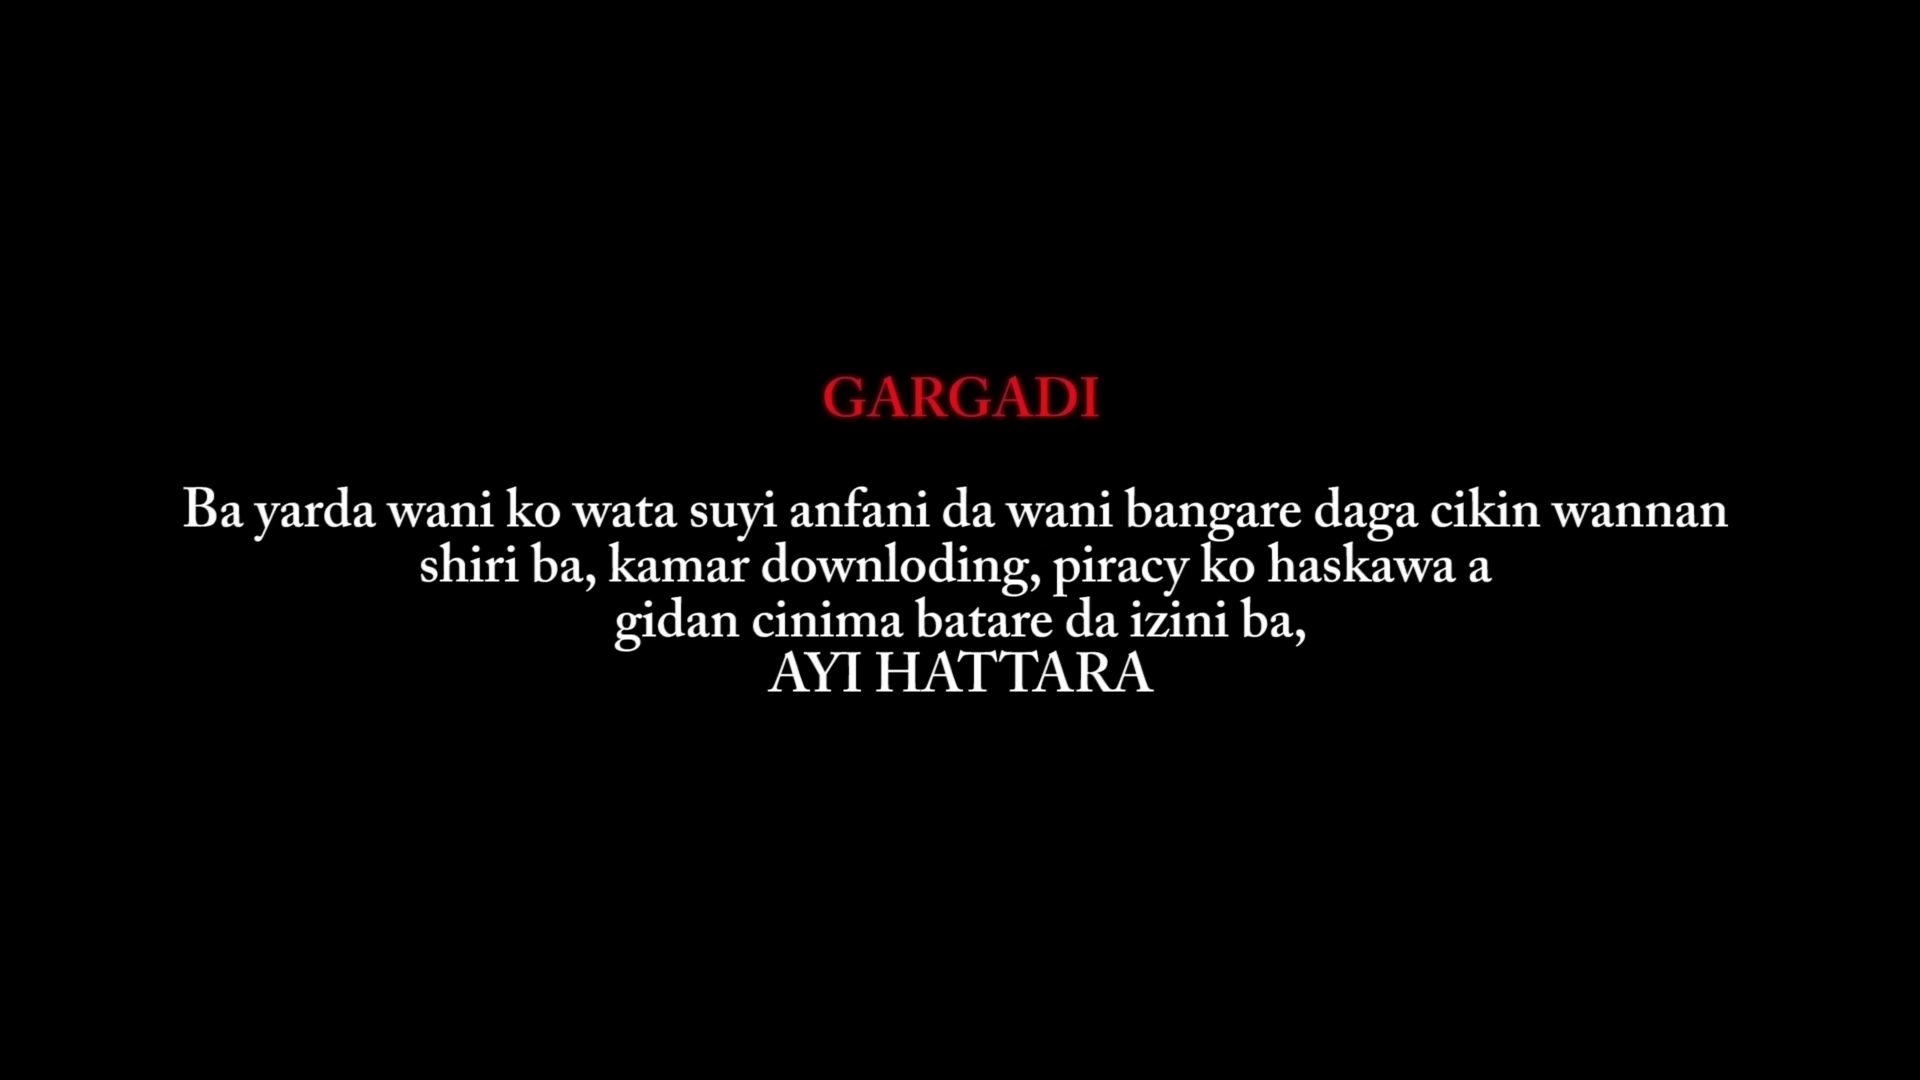 GARGADI
Ba yarda wani ko wata suyi anfani da wani bangare daga cikin wannan
shiri ba, kamar downloding, piracy ko haskawa a
gidan cinima batare da izini ba,
AYI HATTARA